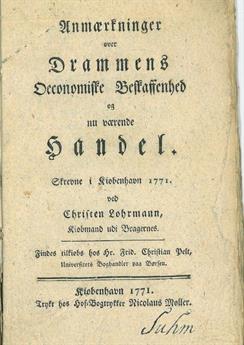 Anmærkninger
over
Drammens
Oeconomiske Beskaffenhed
og
nu værende
Handel.
Skrevne i Kiøbenhavn 1771.
ved
Christen Lohrmann,
Kiøbmand udi Bragernes.
Findes tilkiøbs hos Hr. Frid. Christian Pelt,
Universitets Boghandler paa Børsen.
Kiøbenhavn 1771.
Trykt hos Hof-Bogtrykker Nicolaus Møller.
Suhm